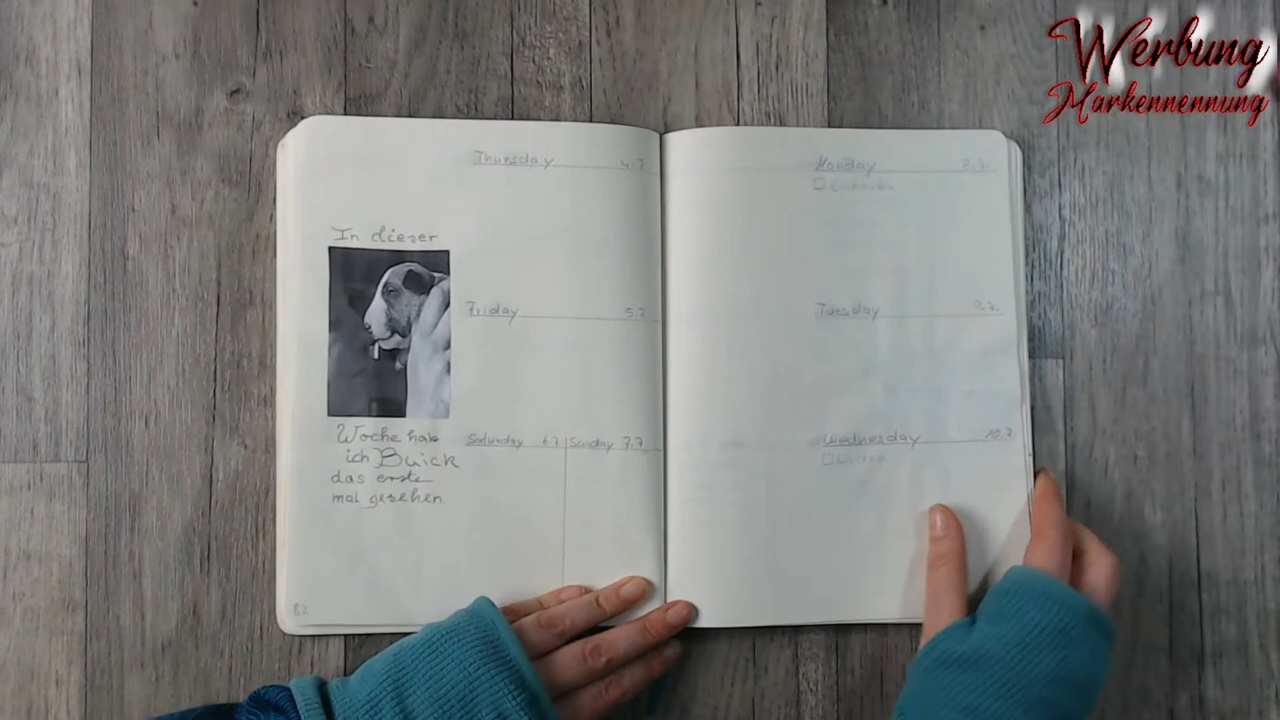 Werbung
Markennennung
Thursday 4.7
In dieser
Woche hab
ich Buick
das erste
mal gesehen.
Friday 5.7
Saturday 6.7 Sunday 7.7
82
Monday 8.7.
Tuesday 9.7.
Wednesday 10.7